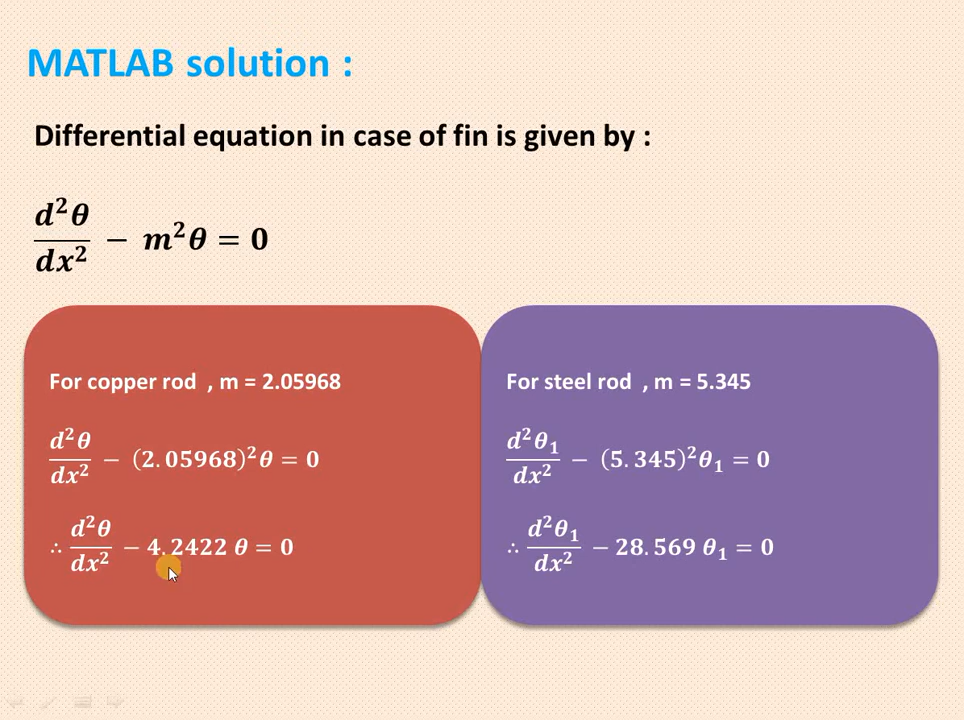 MATLAB solution :
Differential equation in case of fin is given by :
d²θ/dx² − m²θ = 0
For copper rod , m = 2.05968
d²θ/dx² − (2.05968)²θ = 0
∴ d²θ/dx² − 4.2422 θ = 0
For steel rod , m = 5.345
d²θ₁/dx² − (5.345)²θ₁ = 0
∴ d²θ₁/dx² − 28.569 θ₁ = 0